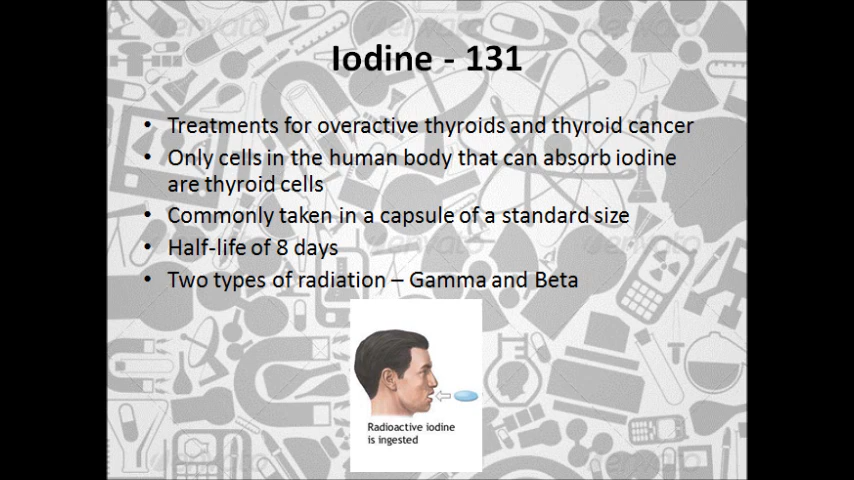 Iodine - 131
• Treatments for overactive thyroids and thyroid cancer
• Only cells in the human body that can absorb iodine
are thyroid cells
• Commonly taken in a capsule of a standard size
• Half-life of 8 days
• Two types of radiation – Gamma and Beta
Radioactive iodine
is ingested